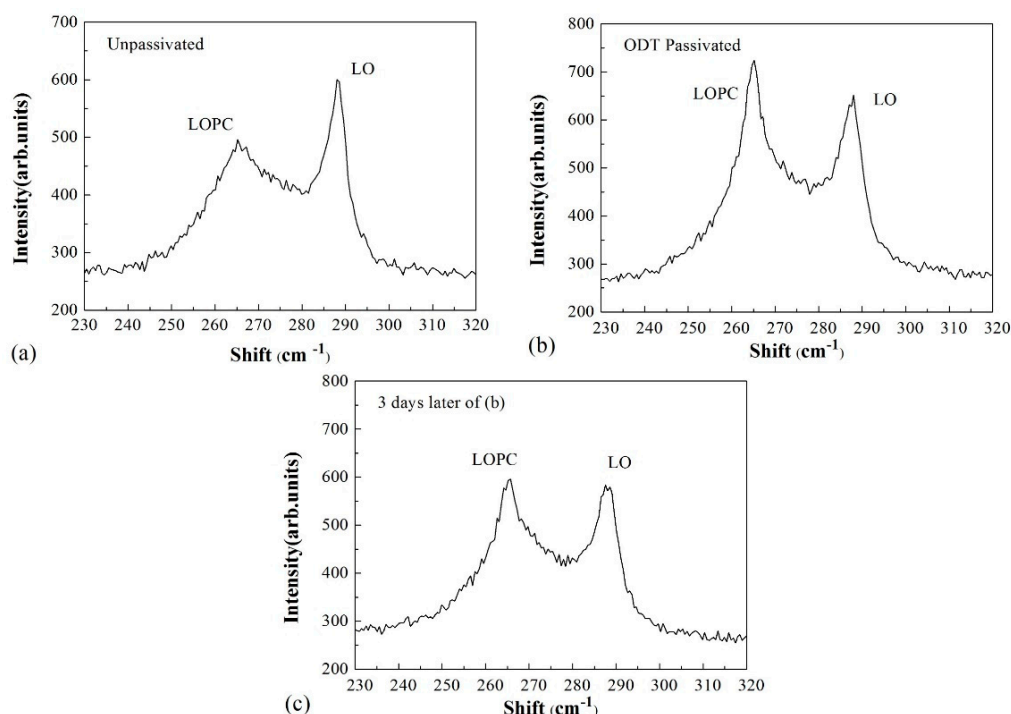 700
600
500
400
300
200
Intensity(arb.units)
Unpassivated
LOPC
LO
230 240 250 260 270 280 290 300 310 320
Shift (cm -1)
(a)
800
700
600
500
400
300
200
Intensity(arb.units)
ODT Passivated
LOPC
LO
230 240 250 260 270 280 290 300 310 320
Shift (cm -1)
(b)
800
700
600
500
400
300
200
Intensity(arb.units)
3 days later of (b)
LOPC
LO
230 240 250 260 270 280 290 300 310 320
Shift (cm -1)
(c)